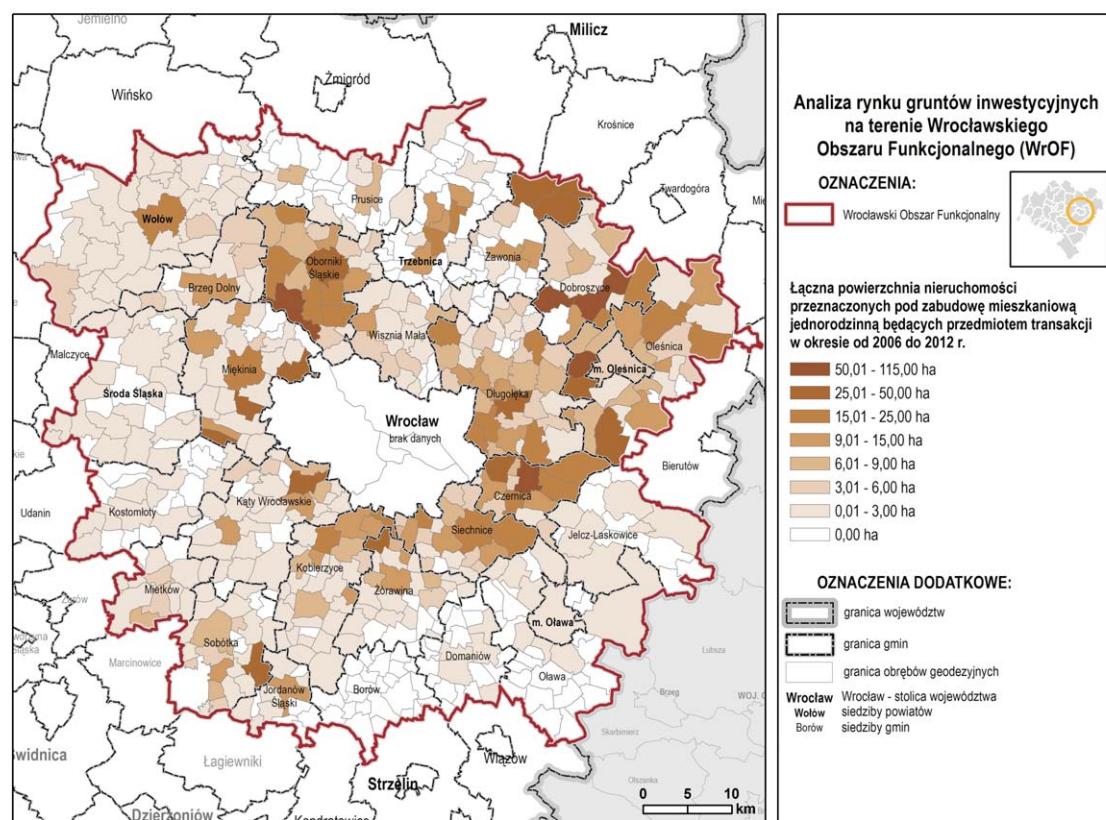 Jemielno
Milicz
Żmigród
Wińsko
Krośnice
Twardogóra
Prusice
Wołów
Trzebnica
Zawonia
Oborniki
Śląskie
Brzeg Dolny
Dobroszyce
Wisznia Mała
Oleśnica
Malczyce
m. Oleśnica
Miękinia
Długołęka
Środa Śląska
Wrocław
brak danych
Bierutów
Czernica
Kąty Wrocławskie
Udanin
Kostomłoty
Siechnice
Jelcz-Laskowice
Kobierzyce
Żórawina
Mietków
m. Oława
Sobótka
Domaniów
Marcinowice
Oława
Lubsza
Jordanów
Śląski
Borów
Brzeg
WOJ.
Skarbimierz
Świdnica
Łagiewniki
Wiązów
Strzelin
Olszanka
Dzierżoniów
Kondratowice
0 5 10
km
Analiza rynku gruntów inwestycyjnych
na terenie Wrocławskiego
Obszaru Funkcjonalnego (WrOF)
OZNACZENIA:
Wrocławski Obszar Funkcjonalny
Łączna powierzchnia nieruchomości
przeznaczonych pod zabudowę mieszkaniową
jednorodzinną będących przedmiotem transakcji
w okresie od 2006 do 2012 r.
50,01 - 115,00 ha
25,01 - 50,00 ha
15,01 - 25,00 ha
9,01 - 15,00 ha
6,01 - 9,00 ha
3,01 - 6,00 ha
0,01 - 3,00 ha
0,00 ha
OZNACZENIA DODATKOWE:
granica województw
granica gmin
granica obrębów geodezyjnych
Wrocław Wrocław - stolica województwa
Wołów siedziby powiatów
Borów siedziby gmin